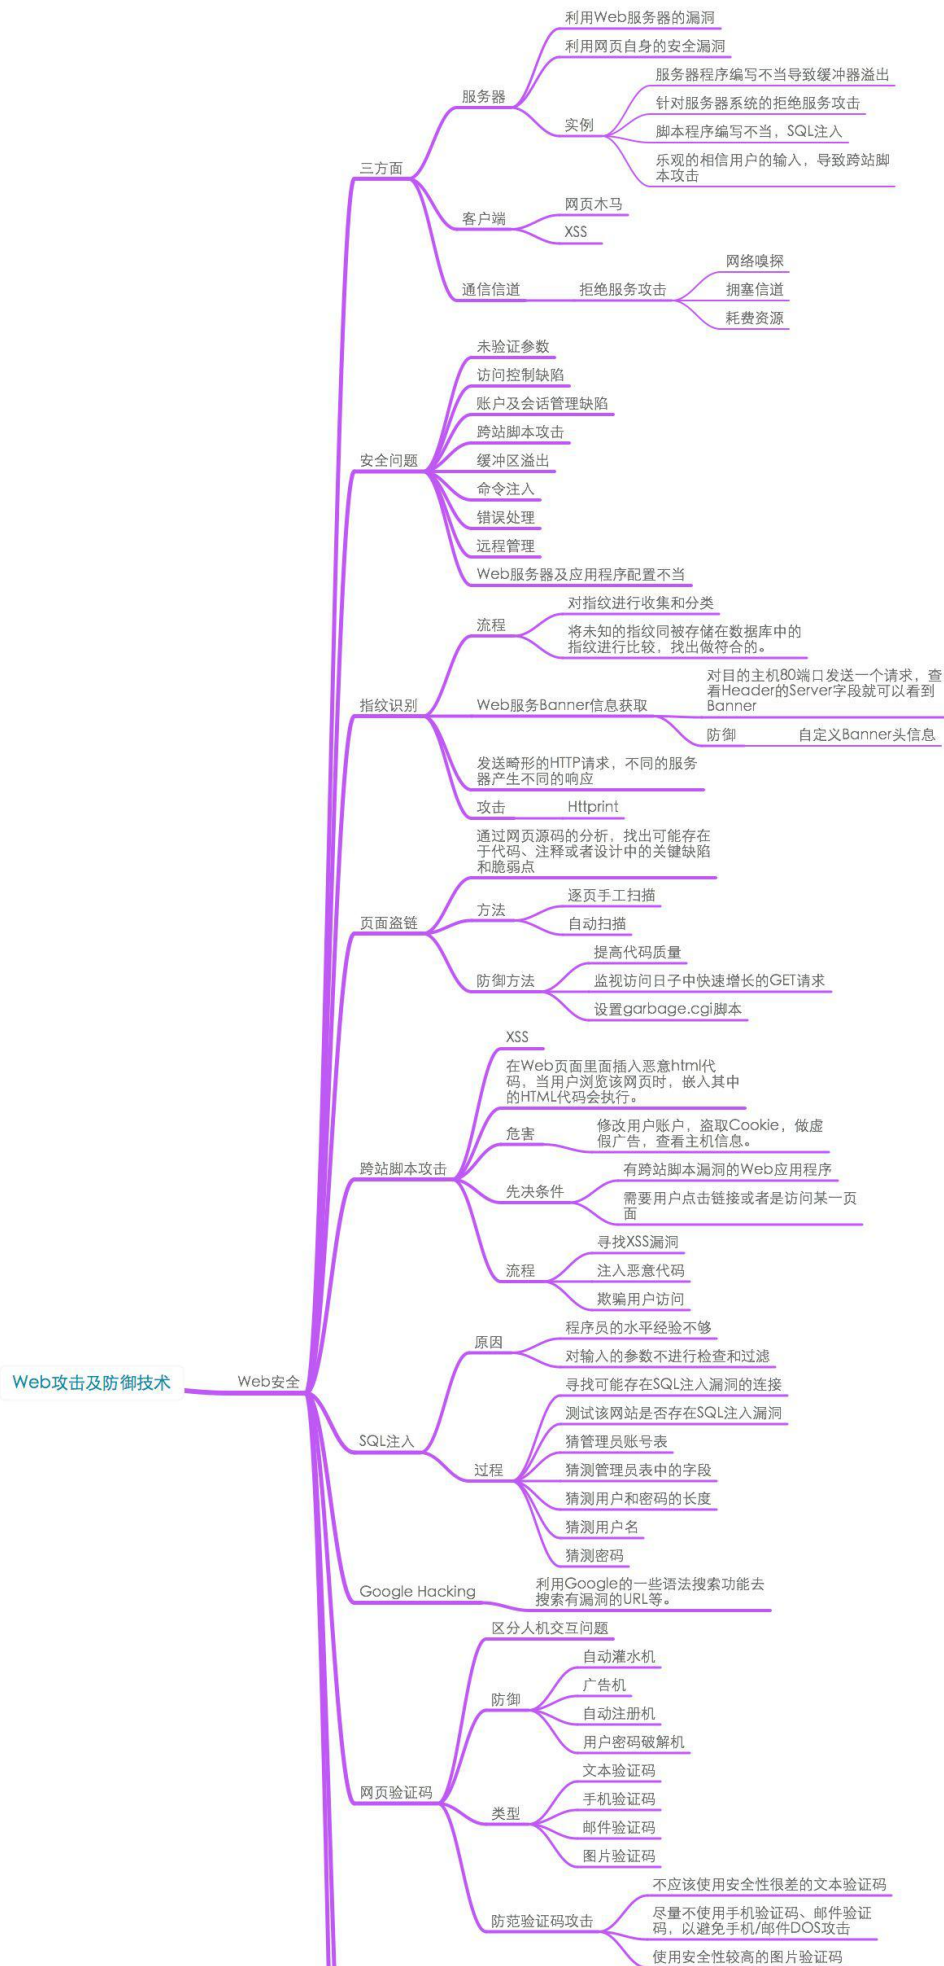 利用Web服务器的漏洞
利用网页自身的安全漏洞
服务器
服务器程序编写不当导致缓冲器溢出
针对服务器系统的拒绝服务攻击
实例
脚本程序编写不当，SQL注入
乐观的相信用户的输入，导致跨站脚
本攻击
三方面
网页木马
客户端
XSS
网络嗅探
通信信道
拒绝服务攻击
拥塞信道
耗费资源
未验证参数
访问控制缺陷
账户及会话管理缺陷
跨站脚本攻击
安全问题
缓冲区溢出
命令注入
错误处理
远程管理
Web服务器及应用程序配置不当
对指纹进行收集和分类
流程
将未知的指纹同被存储在数据库中的
指纹进行比较，找出做符合的。
对目的主机80端口发送一个请求，查
看Header的Server字段就可以看到
Banner
指纹识别
Web服务Banner信息获取
防御
自定义Banner头信息
发送畸形的HTTP请求，不同的服务
器产生不同的响应
攻击
Httprint
通过网页源码的分析，找出可能存在
于代码、注释或者设计中的关键缺陷
和脆弱点
逐页手工扫描
方法
页面盗链
自动扫描
提高代码质量
防御方法
监视访问日子中快速增长的GET请求
设置garbage.cgi脚本
XSS
在Web页面里面插入恶意html代
码，当用户浏览该网页时，嵌入其中
的HTML代码会执行。
危害
修改用户账户，盗取Cookie，做虚
假广告，查看主机信息。
跨站脚本攻击
有跨站脚本漏洞的Web应用程序
先决条件
需要用户点击链接或者是访问某一页
面
寻找XSS漏洞
流程
注入恶意代码
欺骗用户访问
程序员的水平经验不够
原因
对输入的参数不进行检查和过滤
Web攻击及防御技术
Web安全
寻找可能存在SQL注入漏洞的连接
测试该网站是否存在SQL注入漏洞
SQL注入
猜管理员账号表
过程
猜测管理员表中的字段
猜测用户和密码的长度
猜测用户名
猜测密码
Google Hacking
利用Google的一些语法搜索功能去
搜索有漏洞的URL等。
区分人机交互问题
自动灌水机
广告机
防御
自动注册机
用户密码破解机
文本验证码
网页验证码
手机验证码
类型
邮件验证码
图片验证码
不应该使用安全性很差的文本验证码
防范验证码攻击
尽量不使用手机验证码、邮件验证
码，以避免手机/邮件DOS攻击
使用安全性较高的图片验证码